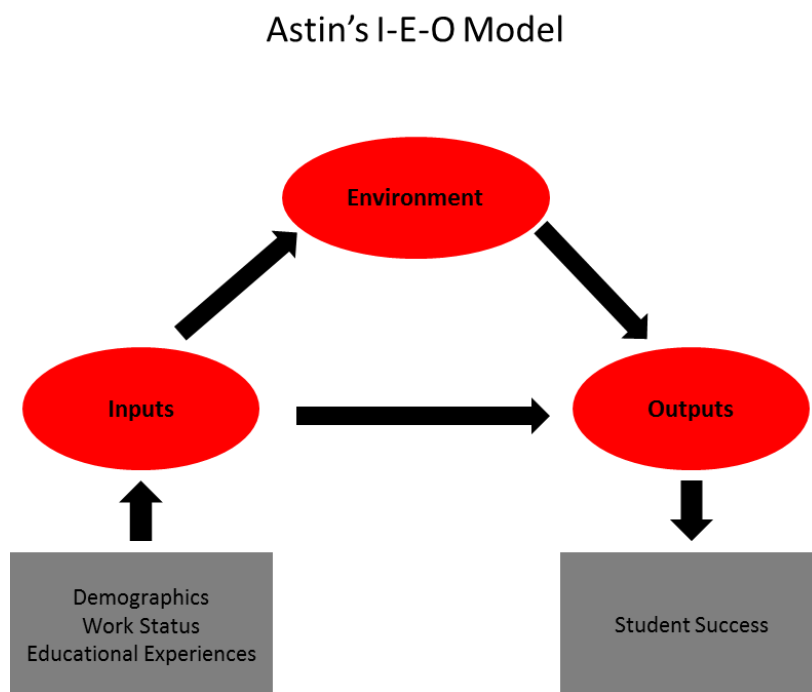 Astin’s I-E-O Model
Environment
Inputs
Outputs
Demographics
Work Status
Educational Experiences
Student Success